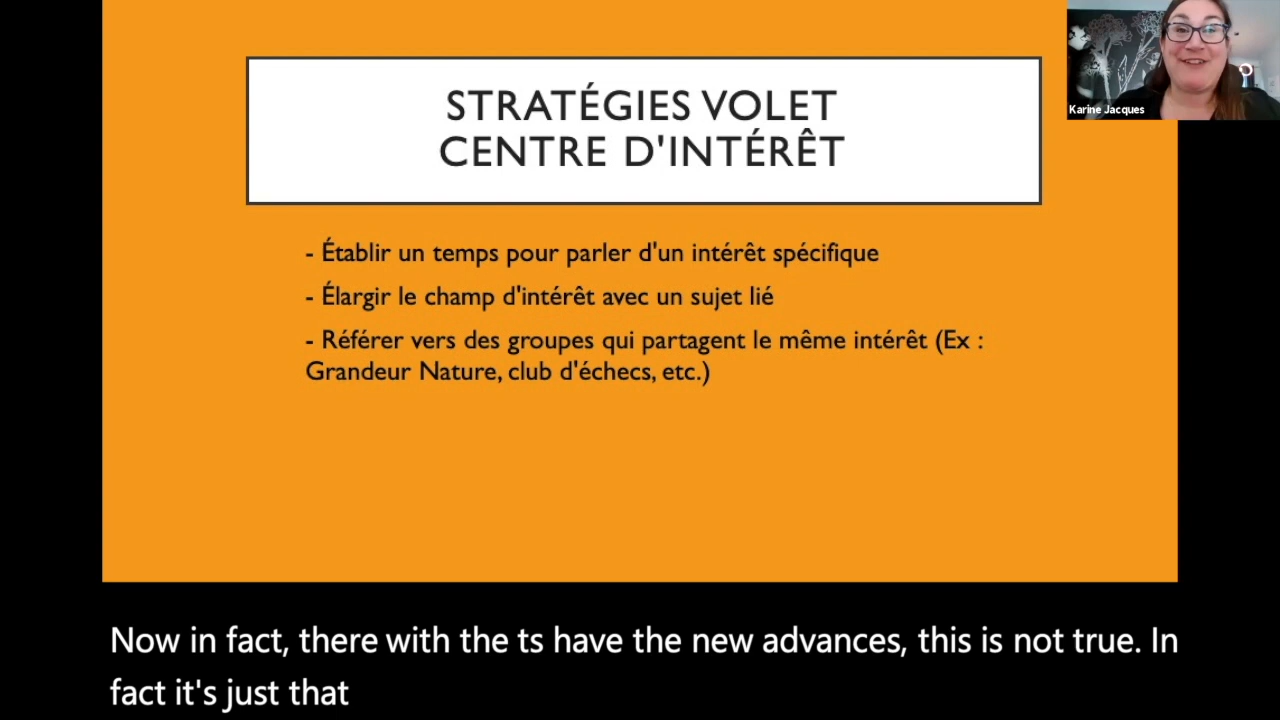 STRATÉGIES VOLET
CENTRE D'INTÉRÊT
Karine Jacques
- Établir un temps pour parler d'un intérêt spécifique
- Élargir le champ d'intérêt avec un sujet lié
- Référer vers des groupes qui partagent le même intérêt (Ex :
Grandeur Nature, club d'échecs, etc.)
Now in fact, there with the ts have the new advances, this is not true. In
fact it's just that